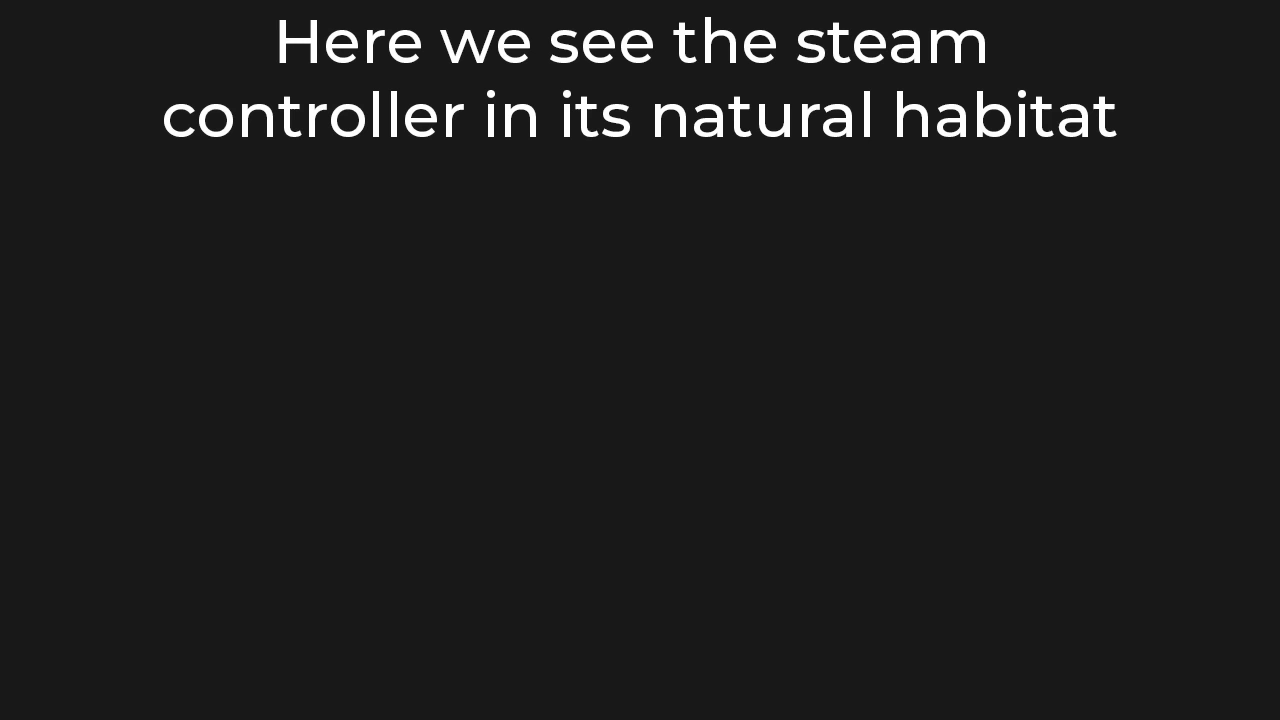 Here we see the steam
controller in its natural habitat